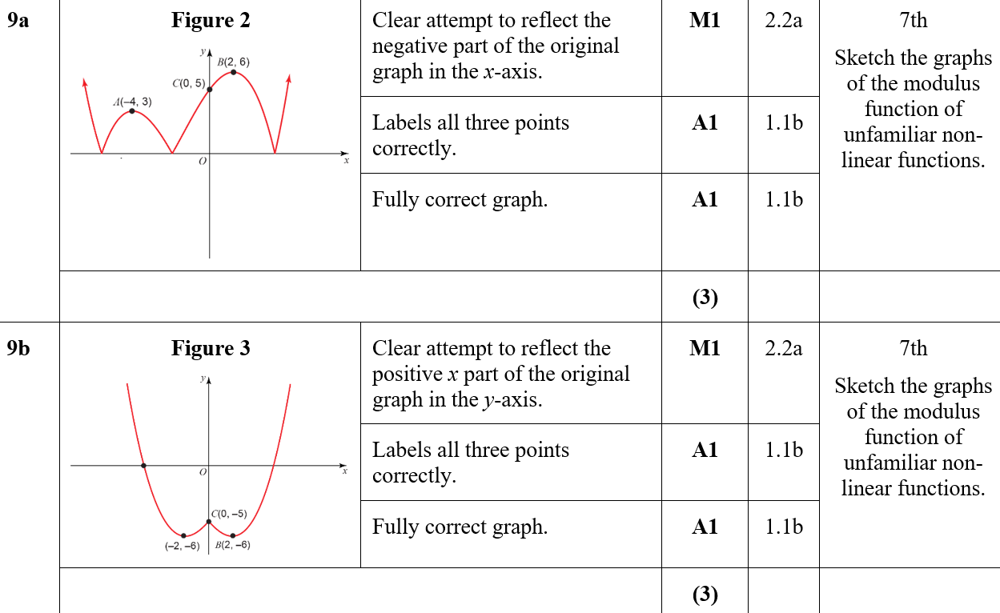 9a
Figure 2
y
B(2, 6)
C(0, 5)
A(–4, 3)
O
x
Clear attempt to reflect the
negative part of the original
graph in the x-axis.
M1
2.2a
7th
Sketch the graphs
of the modulus
function of
unfamiliar non-
linear functions.
Labels all three points
correctly.
A1
1.1b
Fully correct graph.
A1
1.1b
(3)
9b
Figure 3
y
O
x
C(0, –5)
(–2, –6)
B(2, –6)
Clear attempt to reflect the
positive x part of the original
graph in the y-axis.
M1
2.2a
7th
Sketch the graphs
of the modulus
function of
unfamiliar non-
linear functions.
Labels all three points
correctly.
A1
1.1b
Fully correct graph.
A1
1.1b
(3)